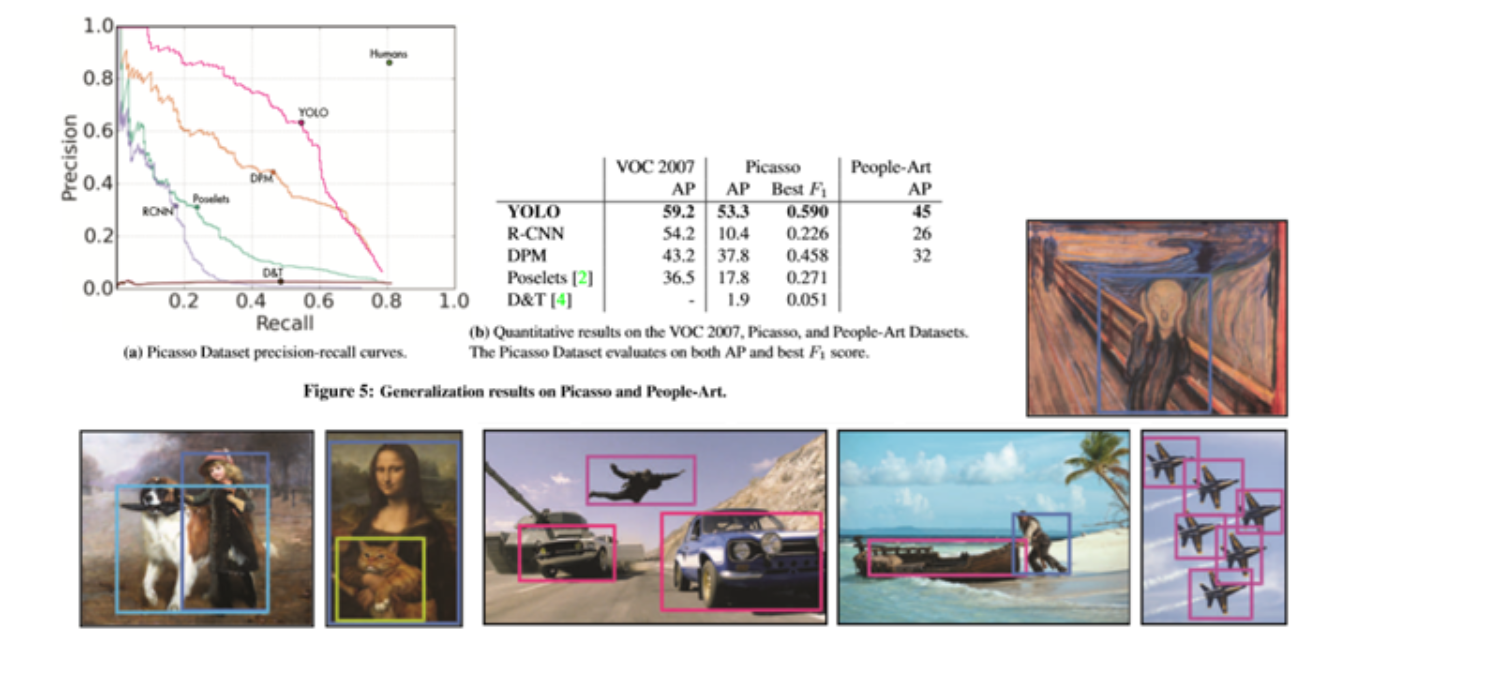 1.0
0.8
0.6
0.4
0.2
0.0
Precision
Humans
YOLO
DPM
Poselets
RCNN
D&T
0.2 0.4 0.6 0.8 1.0
Recall
(a) Picasso Dataset precision-recall curves.
VOC 2007 Picasso People-Art
AP AP Best F1 AP
YOLO 59.2 53.3 0.590 45
R-CNN 54.2 10.4 0.226 26
DPM 43.2 37.8 0.458 32
Poselets [2] 36.5 17.8 0.271
D&T [4] - 1.9 0.051
(b) Quantitative results on the VOC 2007, Picasso, and People-Art Datasets.
The Picasso Dataset evaluates on both AP and best F1 score.
Figure 5: Generalization results on Picasso and People-Art.